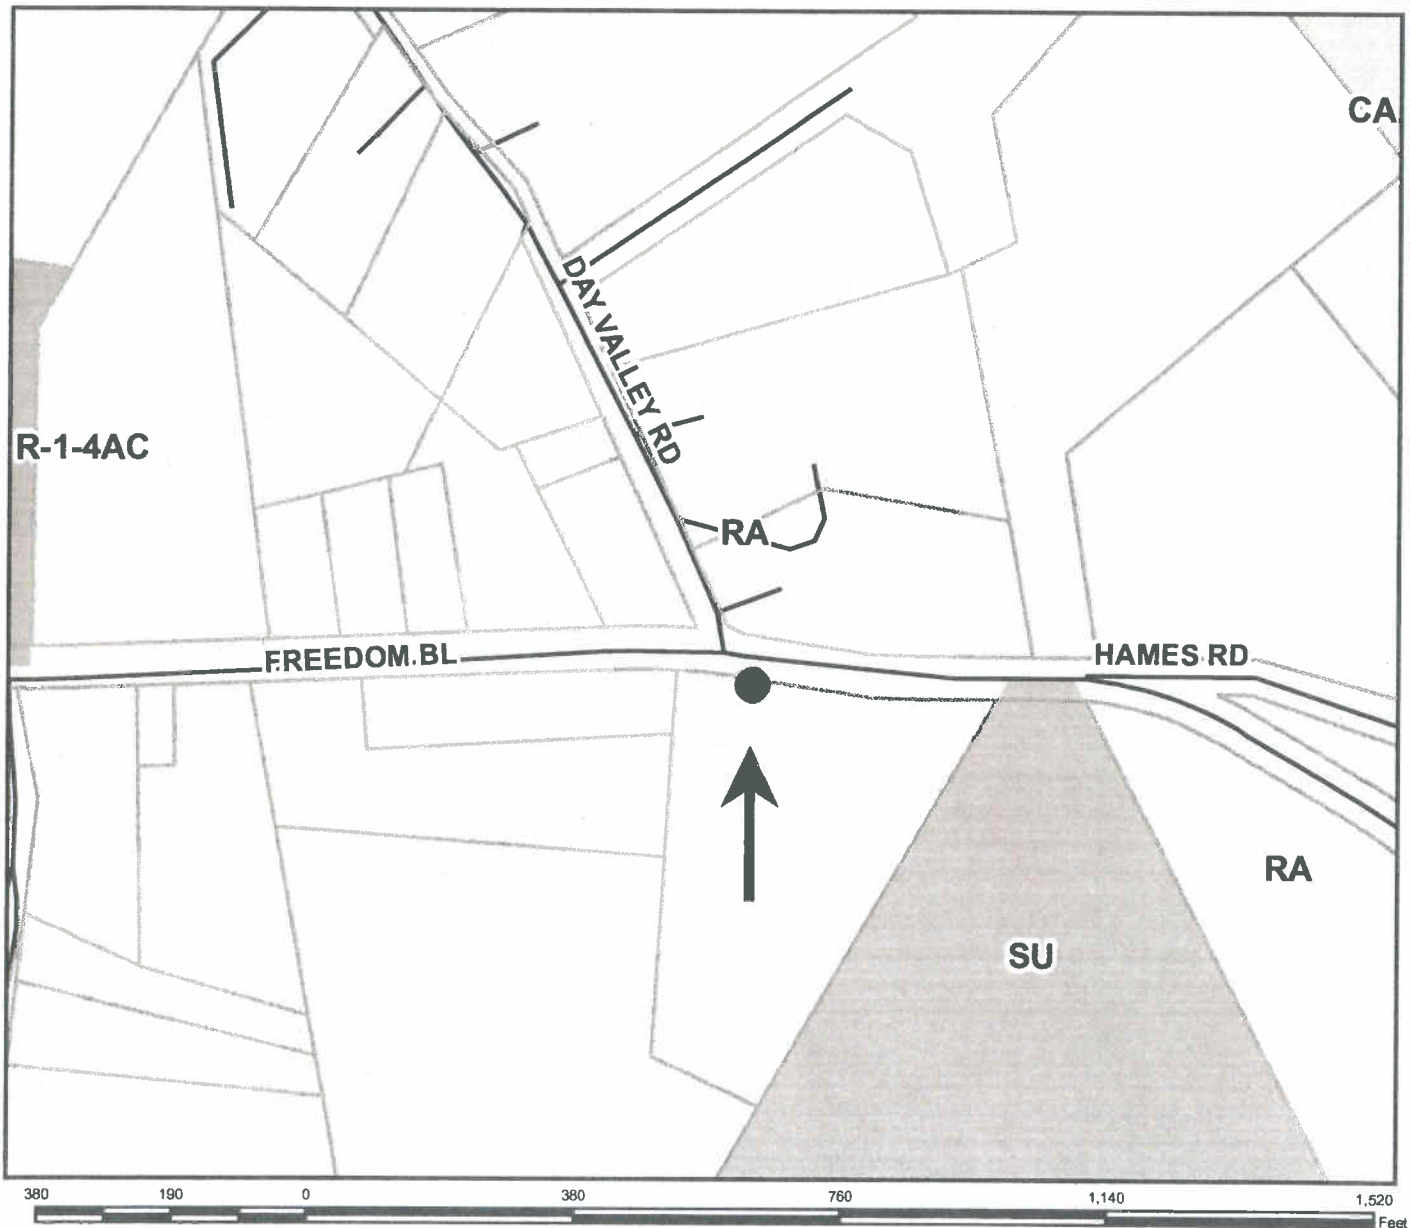 CA
DAY VALLEY RD
R-1-4AC
RA
FREEDOM.BL
HAMES RD
RA
SU
380 190 0 380 760 1,140 1,520
Feet